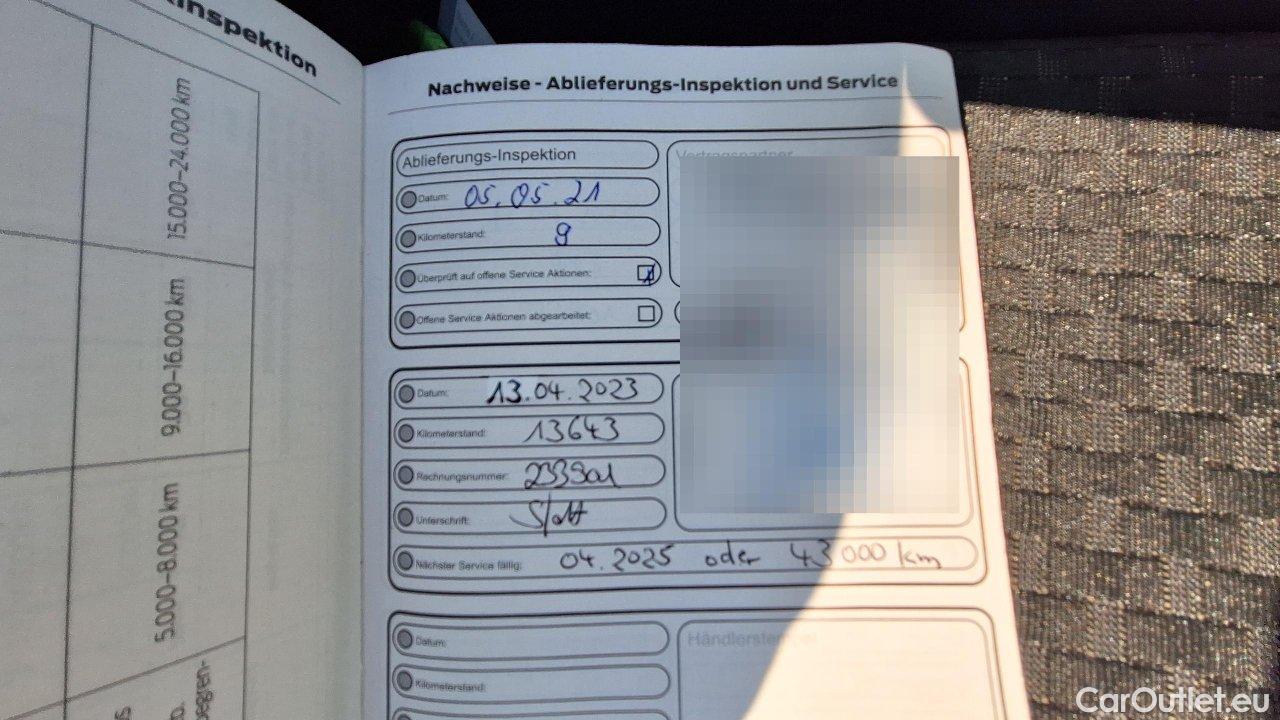 inspektion
15.000–24.000 km
9.000–16.000 km
5.000–8.000 km
Nachweise - Ablieferungs-Inspektion und Service
Ablieferungs-Inspektion
Vertragspartner
Datum: 05.05.21
Kilometerstand: 9
Überprüft auf offene Service Aktionen:
Offene Service Aktionen abgearbeitet:
Datum: 13.04.2023
Kilometerstand: 13643
Rechnungsnummer:
Unterschrift:
Nächster Service fällig: 04.2025 oder 43000 km
Datum:
Kilometerstand:
CarOutlet.eu